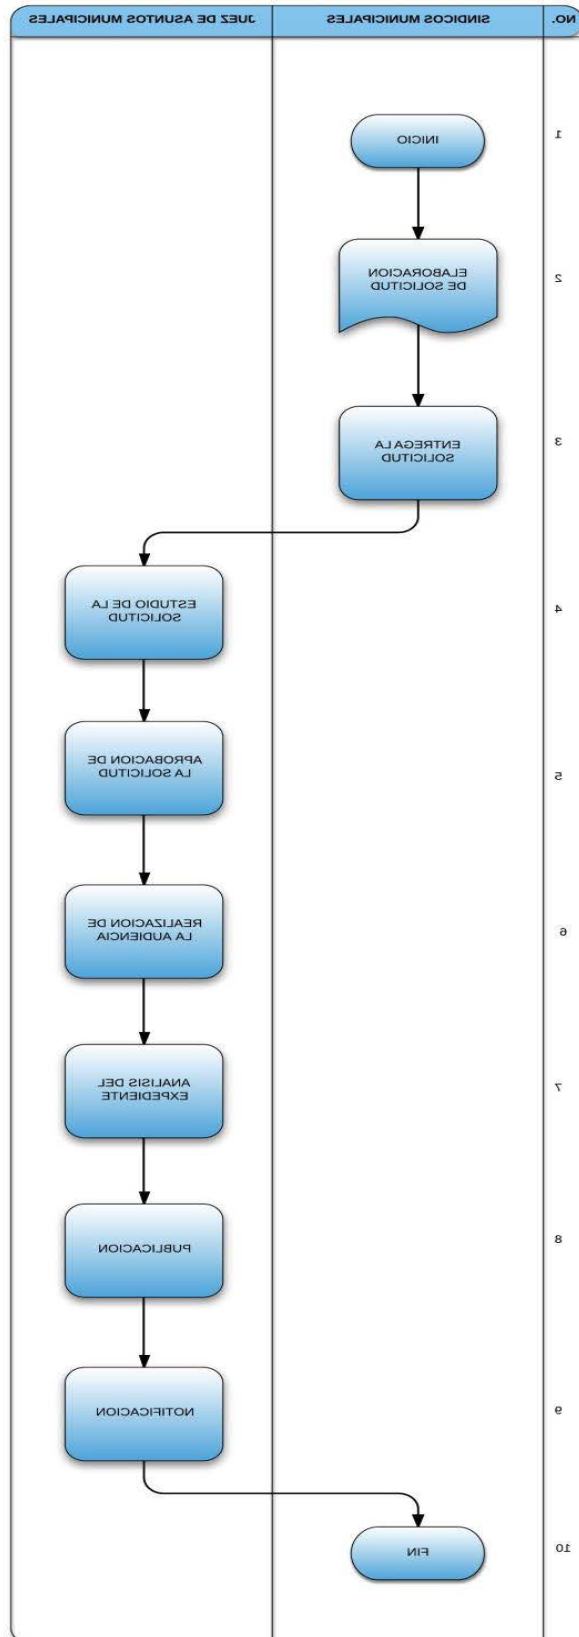 NO.
SINDICOS MUNICIPALES
JUEZ DE ASUNTOS MUNICIPALES
1
INICIO
2
ELABORACION
DE SOLICITUD
3
ENTREGA LA
SOLICITUD
4
ESTUDIO DE LA
SOLICITUD
5
APROBACION DE
LA SOLICITUD
6
REALIZACION DE
LA AUDIENCIA
7
ANALISIS DEL
EXPEDIENTE
8
PUBLICACION
9
NOTIFICACION
10
FIN